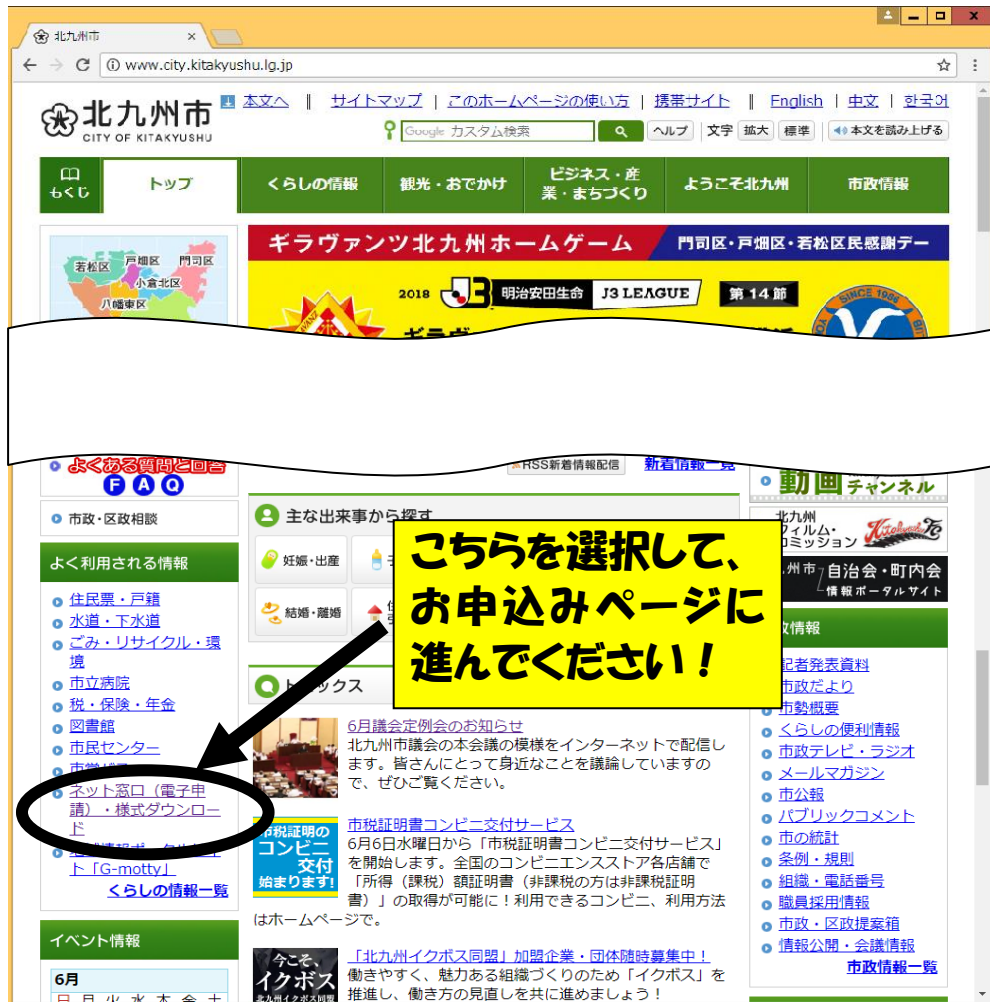 北九州市
www.city.kitakyushu.lg.jp
北九州市
CITY OF KITAKYUSHU
本文へ || サイトマップ | このホームページの使い方 | 携帯サイト || English | 中文 | 한국어
Google カスタム検索
ヘルプ 文字 拡大 標準 本文を読み上げる
もくじ
トップ
くらしの情報
観光・おでかけ
ビジネス・産
業・まちづくり
ようこそ北九州
市政情報
若松区
戸畑区
門司区
小倉北区
八幡東区
ギラヴァンツ北九州ホームゲーム
門司区・戸畑区・若松区民感謝デー
2018 J3 明治安田生命 J3 LEAGUE 第14節
SINCE 1986
よくある質問と回答
FAQ
市政・区政相談
よく利用される情報
住民票・戸籍
水道・下水道
ごみ・リサイクル・環
境
市立病院
税・保険・年金
図書館
市民センター
ネット窓口（電子申
請）・様式ダウンロー
ド
ト「G-motty」
くらしの情報一覧
イベント情報
6月
日 月 火 水 木 金 土
RSS新着情報配信
新着情報一覧
主な出来事から探す
妊娠・出産
結婚・離婚
こちらを選択して、
お申込みページに
進んでください！
トピックス
6月議会定例会のお知らせ
北九州市議会の本会議の模様をインターネットで配信し
ます。皆さんにとって身近なことを議論していますの
で、ぜひご覧ください。
市税証明の
コンビニ
交付
始まります!
市税証明書コンビニ交付サービス
6月6日水曜日から「市税証明書コンビニ交付サービス」
を開始します。全国のコンビニエンスストア各店舗で
「所得（課税）額証明書（非課税の方は非課税証明
書）」の取得が可能に！利用できるコンビニ、利用方法
はホームページで。
今こそ、
イクボス
北九州イクボス同盟
「北九州イクボス同盟」加盟企業・団体随時募集中！
働きやすく、魅力ある組織づくりのため「イクボス」を
推進し、働き方の見直しを共に進めましょう！
動画チャンネル
北九州
フィルム・
コミッション
州市 自治会・町内会
情報ポータルサイト
情報
記者発表資料
市政だより
市勢概要
くらしの便利情報
市政テレビ・ラジオ
メールマガジン
市公報
パブリックコメント
市の統計
条例・規則
組織・電話番号
職員採用情報
市政・区政提案箱
情報公開・会議情報
市政情報一覧